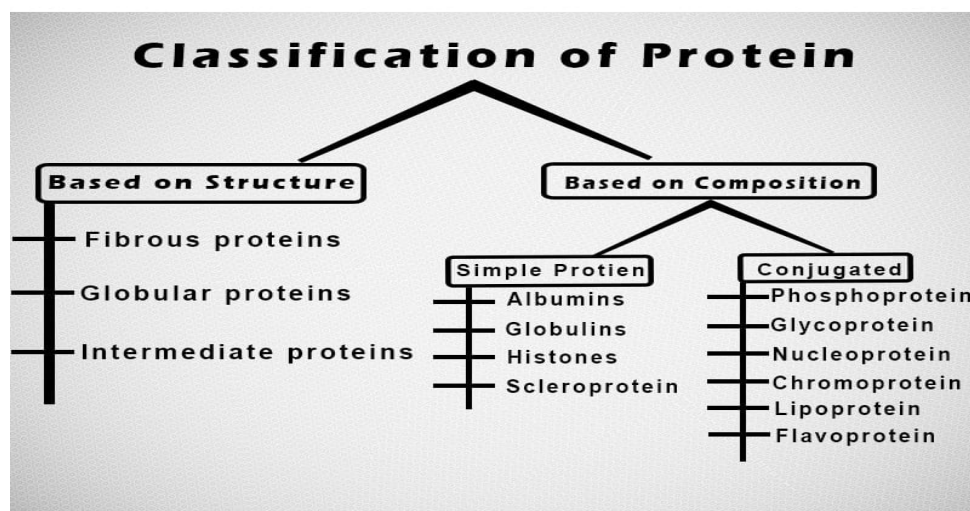 Classification of Protein
Based on Structure
Fibrous proteins
Globular proteins
Intermediate proteins
Based on Composition
Simple Protien
Albumins
Globulins
Histones
Scleroprotein
Conjugated
Phosphoprotein
Glycoprotein
Nucleoprotein
Chromoprotein
Lipoprotein
Flavoprotein